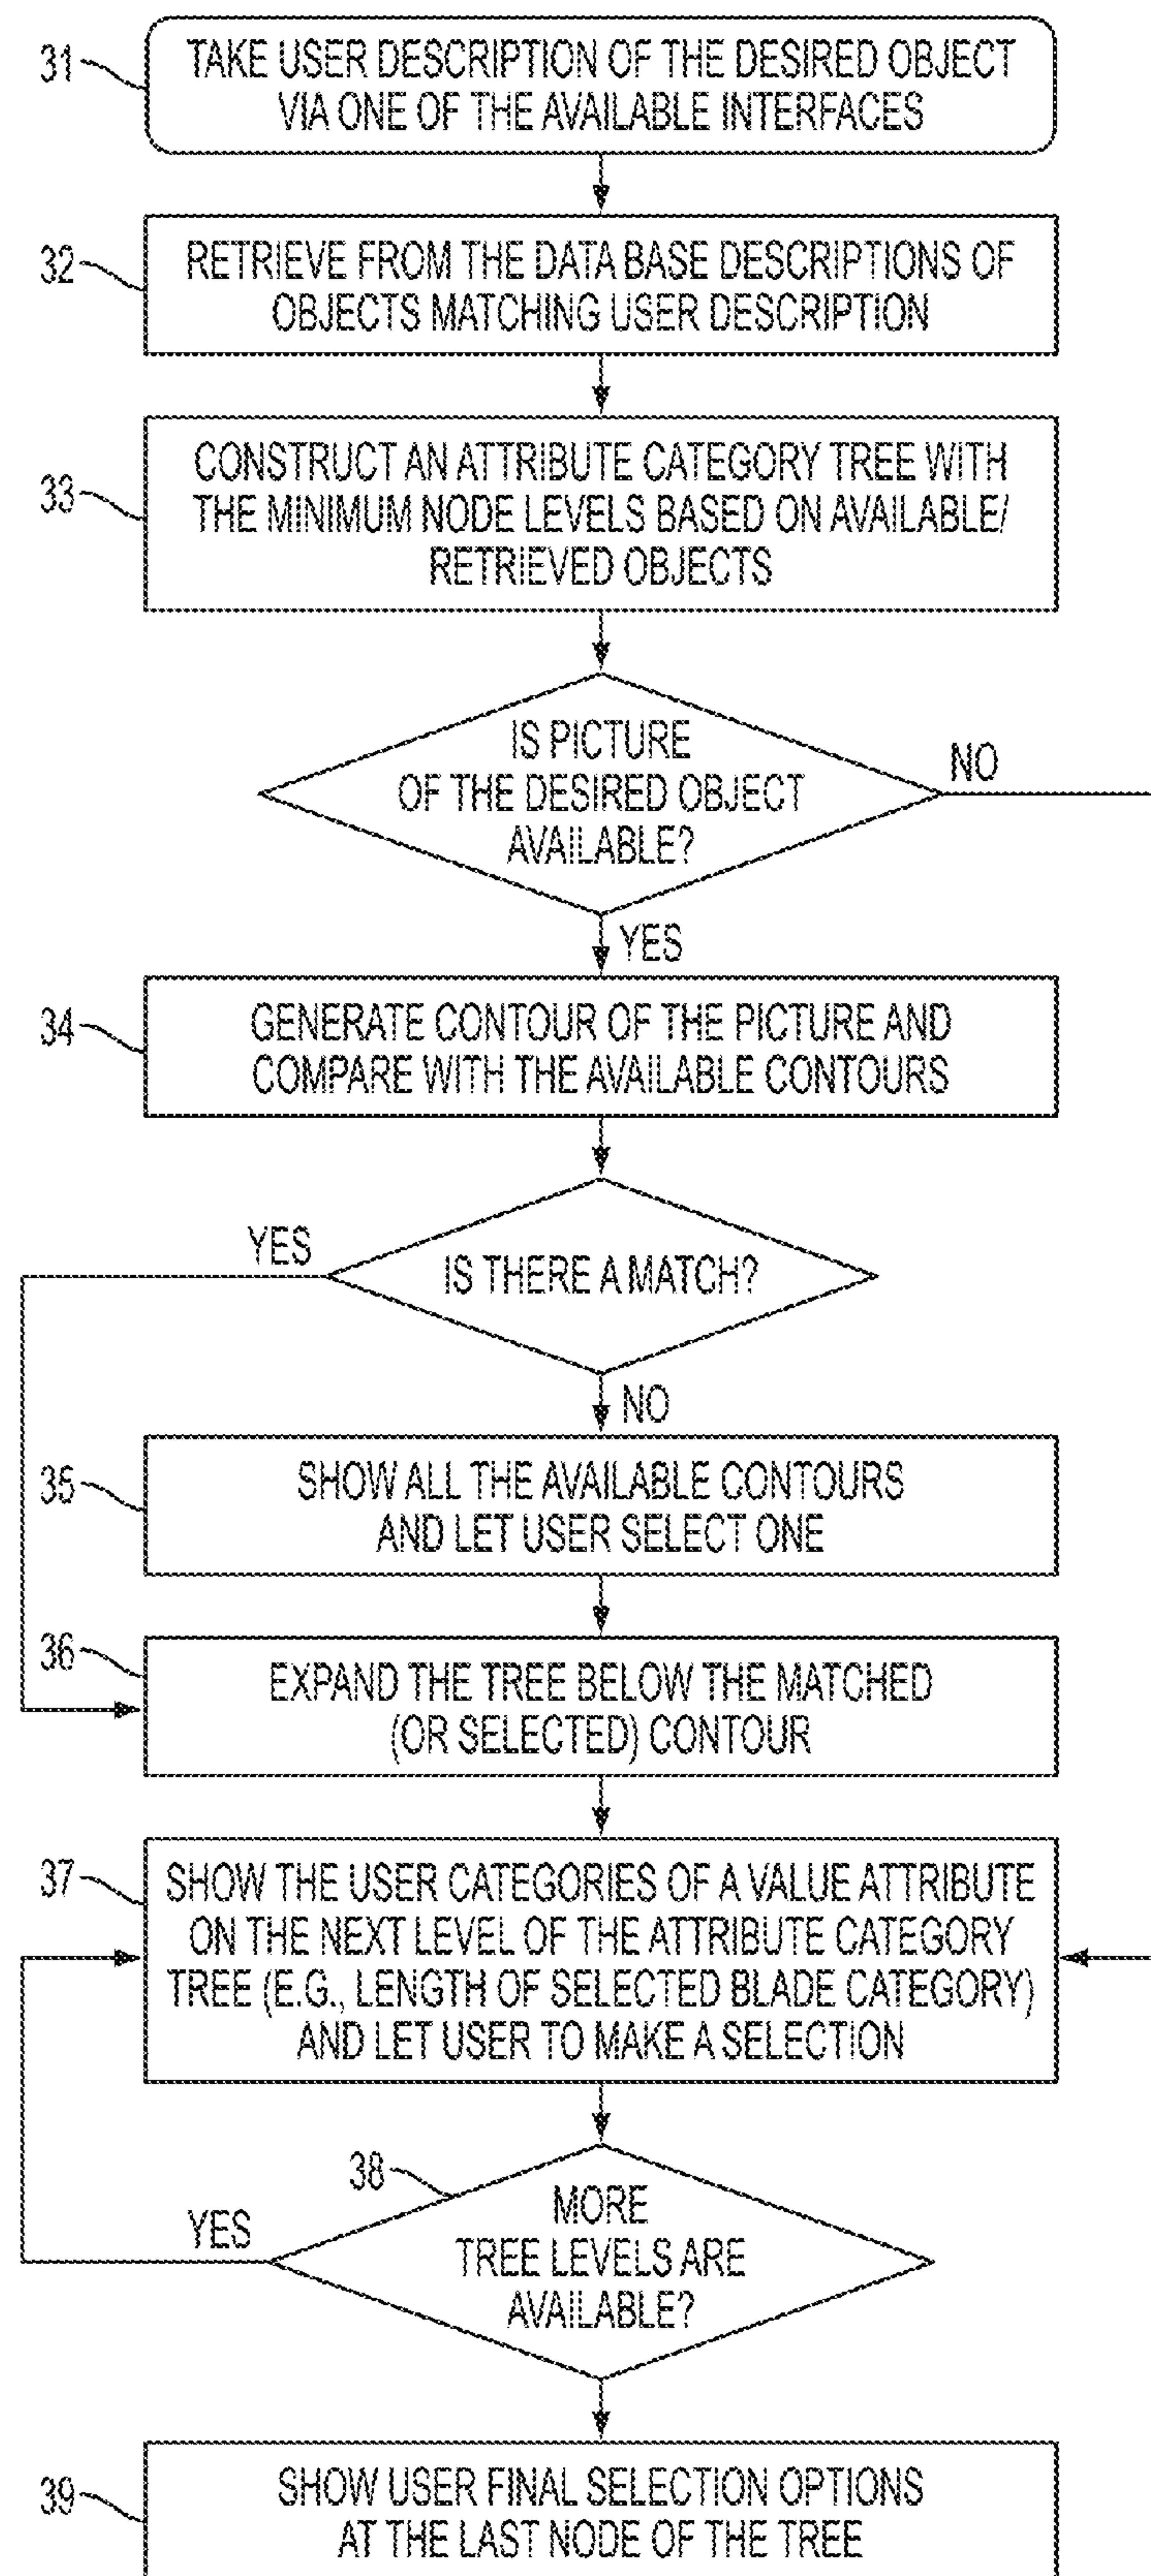 31
TAKE USER DESCRIPTION OF THE DESIRED OBJECT
VIA ONE OF THE AVAILABLE INTERFACES
32
RETRIEVE FROM THE DATA BASE DESCRIPTIONS OF
OBJECTS MATCHING USER DESCRIPTION
33
CONSTRUCT AN ATTRIBUTE CATEGORY TREE WITH
THE MINIMUM NODE LEVELS BASED ON AVAILABLE/
RETRIEVED OBJECTS
IS PICTURE
OF THE DESIRED OBJECT
AVAILABLE?
NO
YES
34
GENERATE CONTOUR OF THE PICTURE AND
COMPARE WITH THE AVAILABLE CONTOURS
YES
IS THERE A MATCH?
NO
35
SHOW ALL THE AVAILABLE CONTOURS
AND LET USER SELECT ONE
36
EXPAND THE TREE BELOW THE MATCHED
(OR SELECTED) CONTOUR
37
SHOW THE USER CATEGORIES OF A VALUE ATTRIBUTE
ON THE NEXT LEVEL OF THE ATTRIBUTE CATEGORY
TREE (E.G., LENGTH OF SELECTED BLADE CATEGORY)
AND LET USER TO MAKE A SELECTION
38
YES
MORE
TREE LEVELS ARE
AVAILABLE?
39
SHOW USER FINAL SELECTION OPTIONS
AT THE LAST NODE OF THE TREE